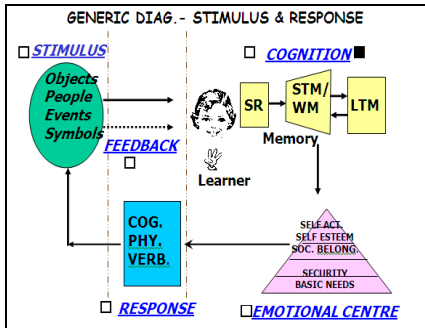 GENERIC DIAG.- STIMULUS & RESPONSE
STIMULUS
COGNITION
Objects
People
Events
Symbols
FEEDBACK
SR
STM/
WM
LTM
Memory
Learner
COG.
PHY.
VERB.
SELF ACT.
SELF ESTEEM
SOC. BELONG.
SECURITY
BASIC NEEDS
RESPONSE
EMOTIONAL CENTRE